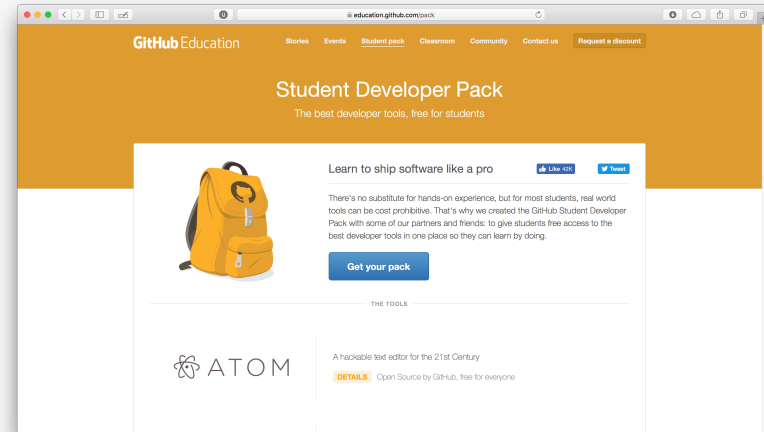 education.github.com/pack
GitHub Education
Stories Events Student pack Classroom Community Contact us Request a discount
Student Developer Pack
The best developer tools, free for students
Learn to ship software like a pro
Like 42K
Tweet
There's no substitute for hands-on experience, but for most students, real world
tools can be cost prohibitive. That's why we created the GitHub Student Developer
Pack with some of our partners and friends: to give students free access to the
best developer tools in one place so they can learn by doing.
Get your pack
THE TOOLS
ATOM
A hackable text editor for the 21st Century
DETAILS Open Source by GitHub, free for everyone